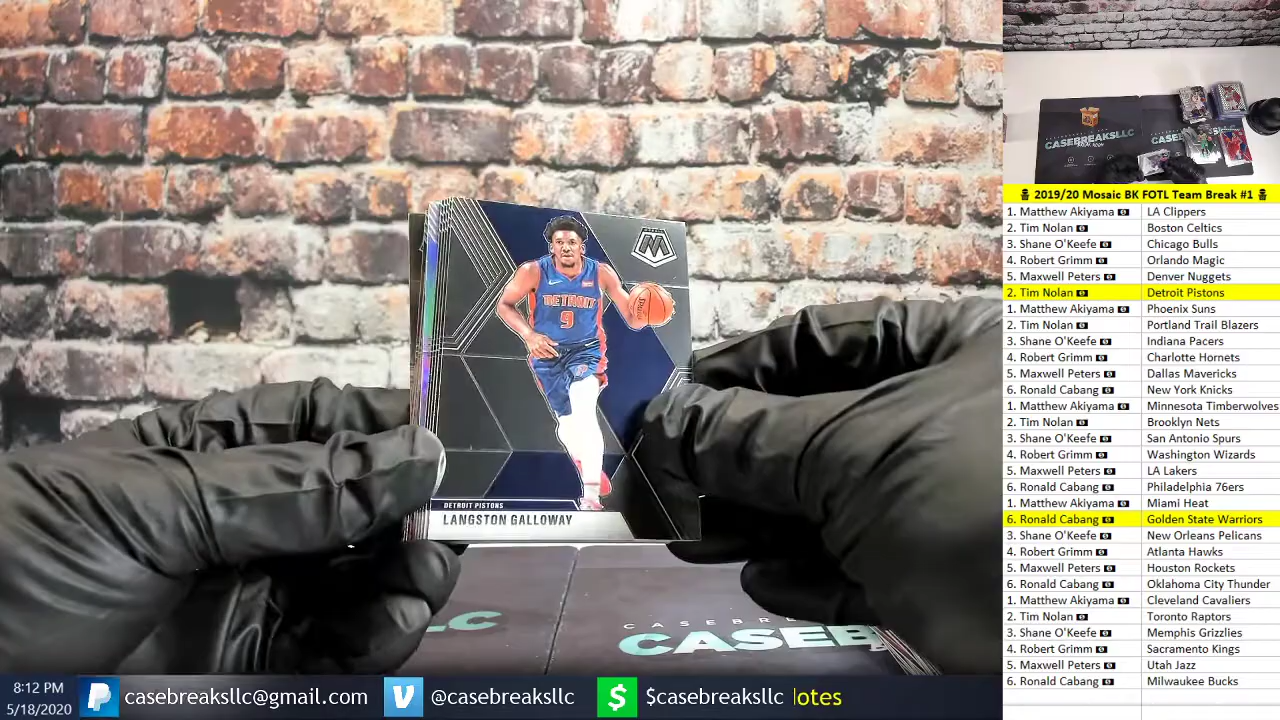 DETROIT
9
M
DETROIT PISTONS
LANGSTON GALLOWAY
LC
CASEBRE
CASEB
CASEBREAKSLLC
2019/20 Mosaic BK FOTL Team Break #1
1. Matthew Akiyama LA Clippers
2. Tim Nolan Boston Celtics
3. Shane O'Keefe Chicago Bulls
4. Robert Grimm Orlando Magic
5. Maxwell Peters Denver Nuggets
2. Tim Nolan Detroit Pistons
1. Matthew Akiyama Phoenix Suns
2. Tim Nolan Portland Trail Blazers
3. Shane O'Keefe Indiana Pacers
4. Robert Grimm Charlotte Hornets
5. Maxwell Peters Dallas Mavericks
6. Ronald Cabang New York Knicks
1. Matthew Akiyama Minnesota Timberwolves
2. Tim Nolan Brooklyn Nets
3. Shane O'Keefe San Antonio Spurs
4. Robert Grimm Washington Wizards
5. Maxwell Peters LA Lakers
6. Ronald Cabang Philadelphia 76ers
1. Matthew Akiyama Miami Heat
6. Ronald Cabang Golden State Warriors
3. Shane O'Keefe New Orleans Pelicans
4. Robert Grimm Atlanta Hawks
5. Maxwell Peters Houston Rockets
6. Ronald Cabang Oklahoma City Thunder
1. Matthew Akiyama Cleveland Cavaliers
2. Tim Nolan Toronto Raptors
3. Shane O'Keefe Memphis Grizzlies
4. Robert Grimm Sacramento Kings
5. Maxwell Peters Utah Jazz
6. Ronald Cabang Milwaukee Bucks
8:12 PM
5/18/2020
casebreaksllc@gmail.com
@casebreaksllc
$casebreaksllc
lotes